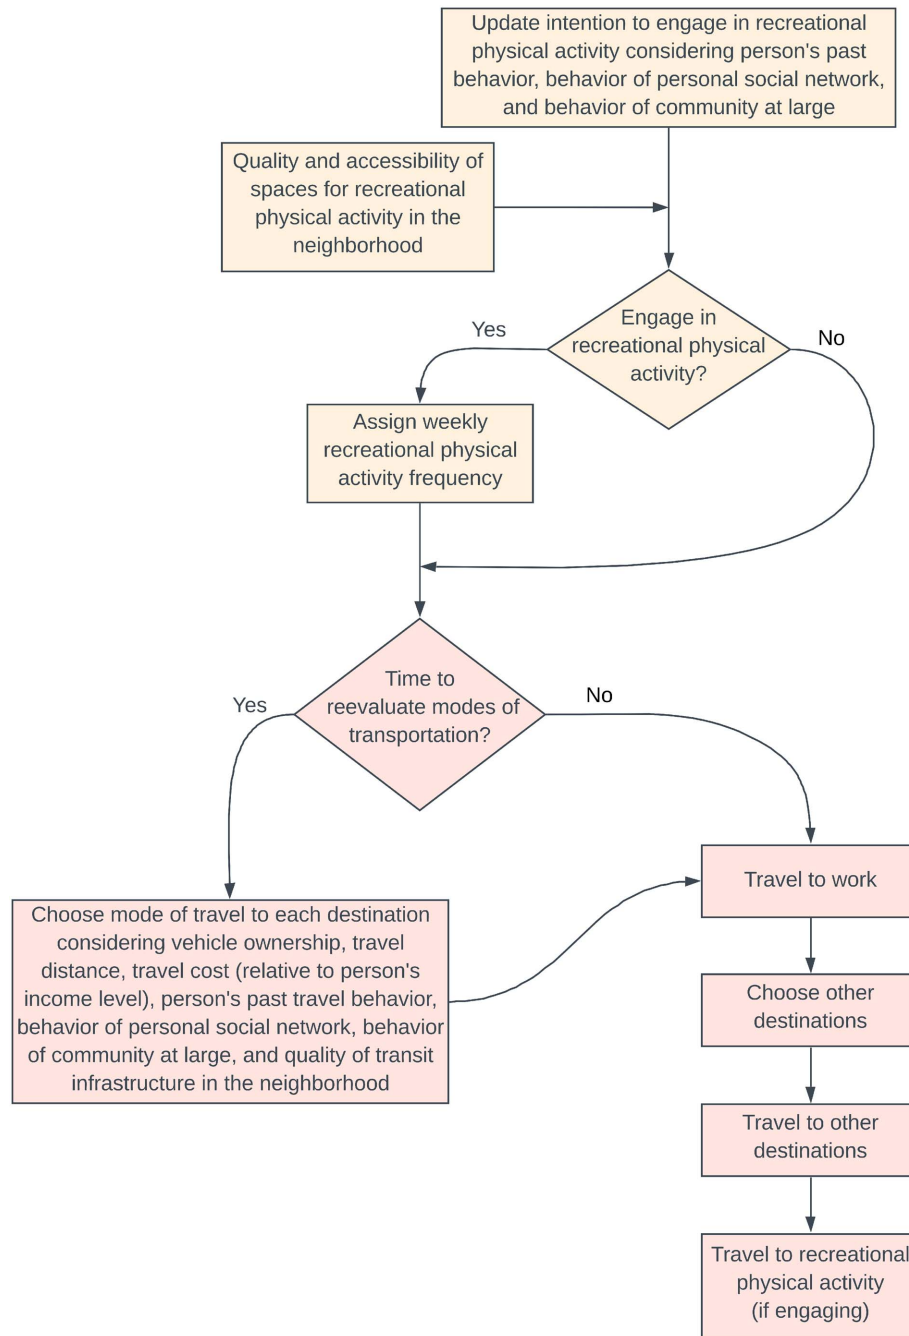 Update intention to engage in recreational
physical activity considering person's past
behavior, behavior of personal social network,
and behavior of community at large
Quality and accessibility of
spaces for recreational
physical activity in the
neighborhood
Engage in
recreational physical
activity?
Yes
No
Assign weekly
recreational physical
activity frequency
Time to
reevaluate modes of
transportation?
Yes
No
Choose mode of travel to each destination
considering vehicle ownership, travel
distance, travel cost (relative to person's
income level), person's past travel behavior,
behavior of personal social network, behavior
of community at large, and quality of transit
infrastructure in the neighborhood
Travel to work
Choose other
destinations
Travel to other
destinations
Travel to recreational
physical activity
(if engaging)